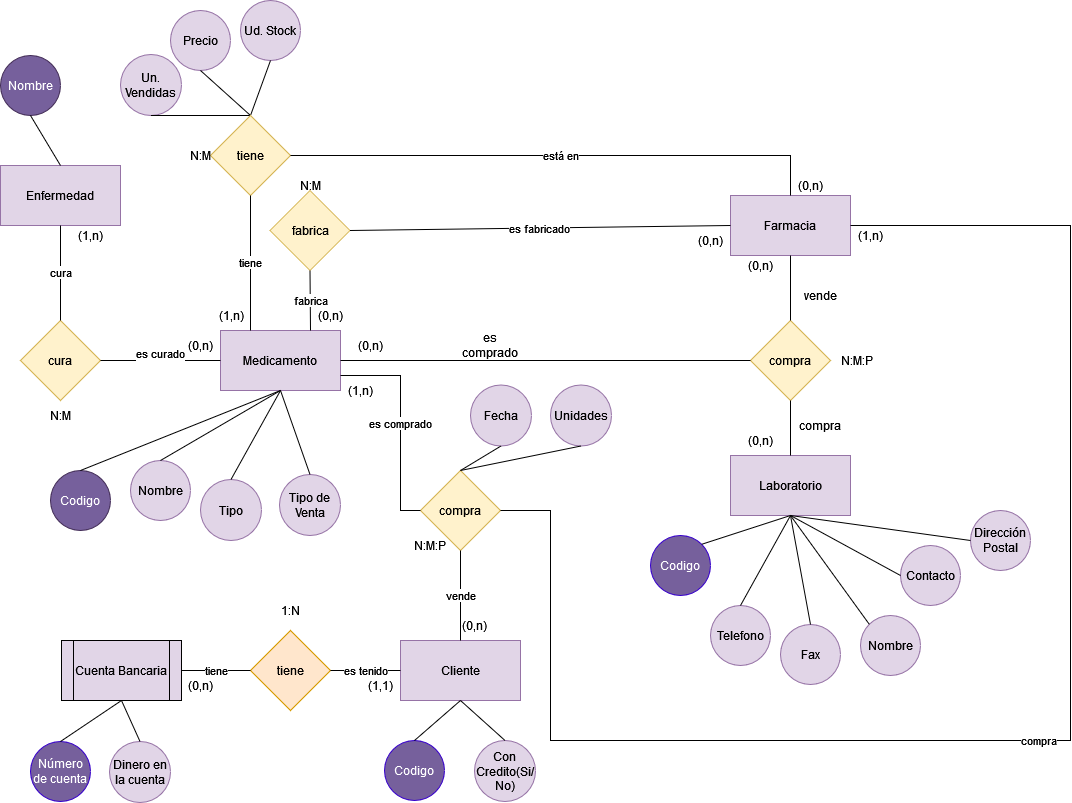 Ud. Stock
Precio
Un.
Vendidas
Nombre
N:M
tiene
está en
N:M
(0,n)
Enfermedad
fabrica
es fabricado
Farmacia
(1,n)
(0,n)
(1,n)
tiene
(0,n)
cura
fabrica
vende
(1,n)
(0,n)
cura
es curado
(0,n)
Medicamento
(0,n)
es
comprado
compra
N:M:P
(1,n)
N:M
es comprado
Fecha
Unidades
compra
(0,n)
Codigo
Nombre
Tipo
Tipo de
Venta
compra
N:M:P
Laboratorio
Dirección
Postal
Codigo
Contacto
vende
1:N
(0,n)
Telefono
Fax
Nombre
Cuenta Bancaria
tiene
(0,n)
tiene
es tenido
(1,1)
Cliente
compra
Número
de cuenta
Dinero en
la cuenta
Codigo
Con
Credito(Si/
No)